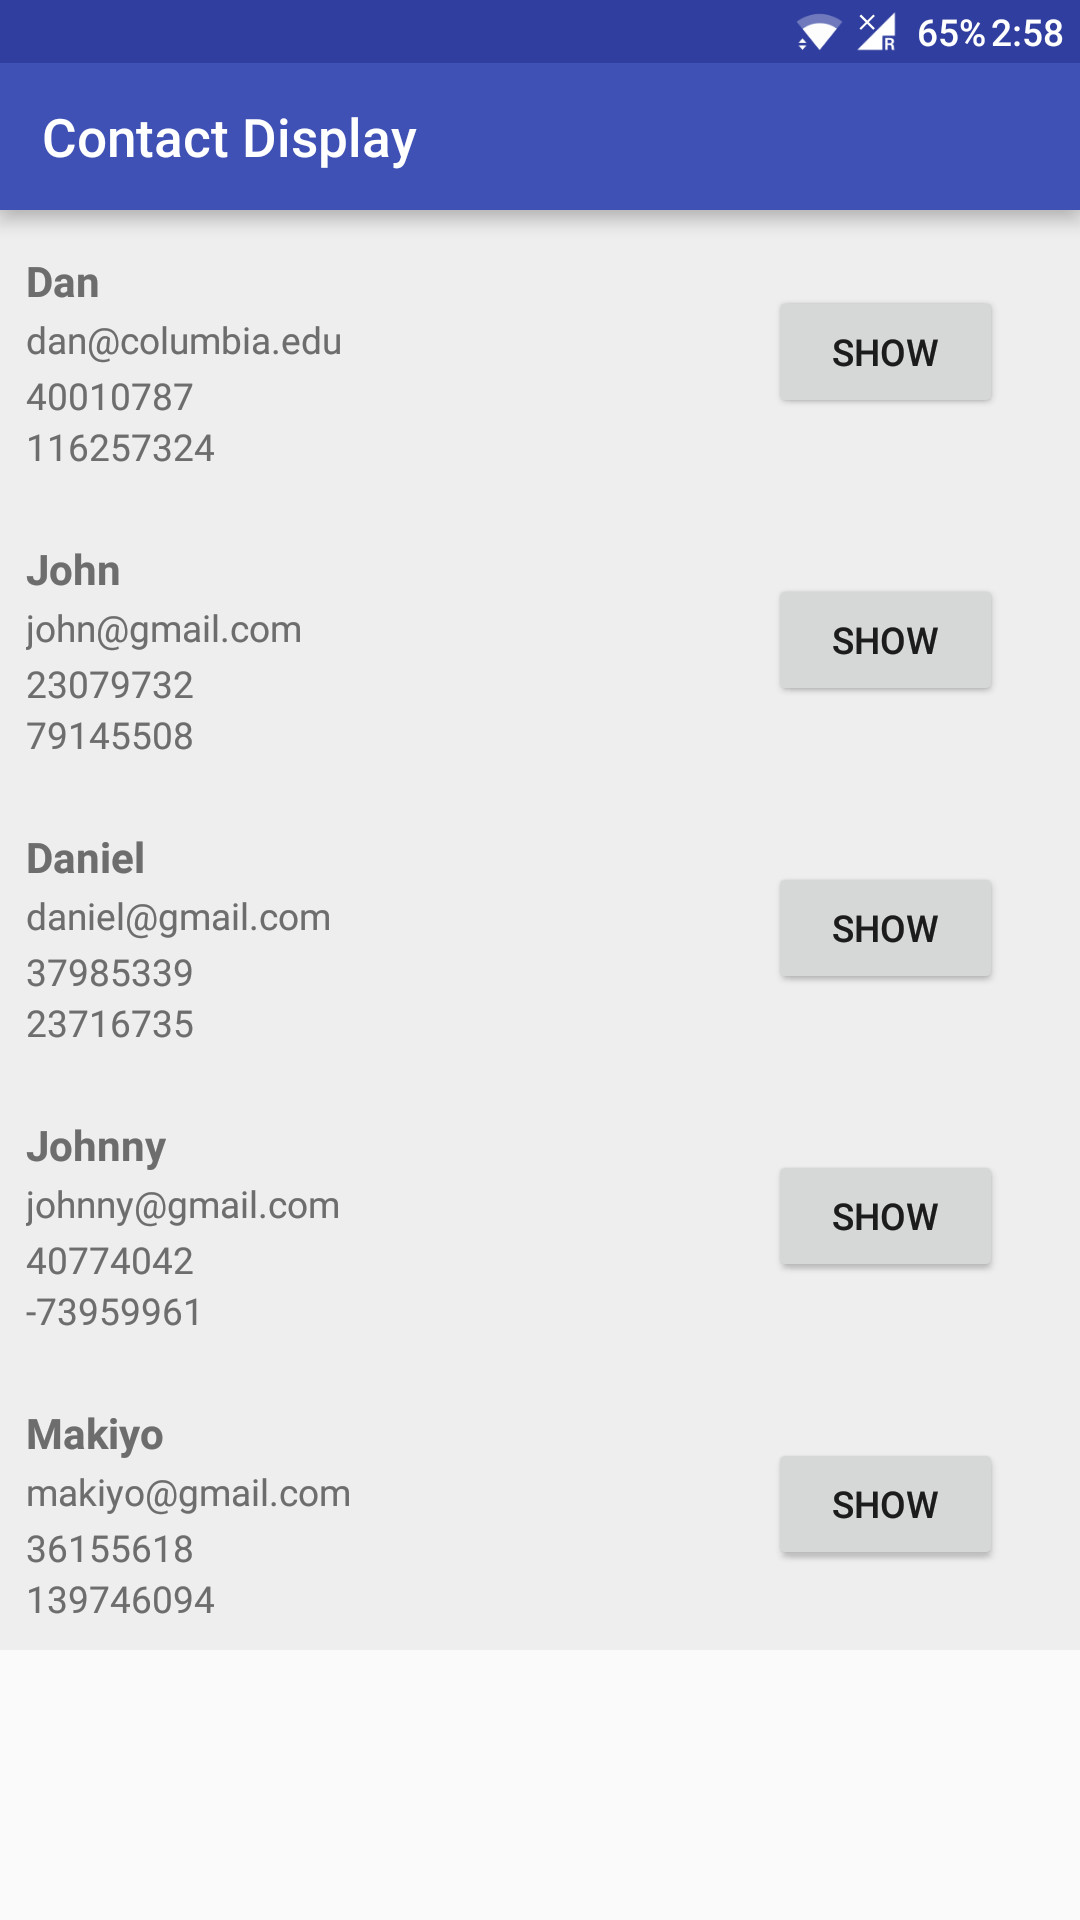 65% 2:58
Contact Display
Dan
dan@columbia.edu
40010787
116257324
SHOW
John
john@gmail.com
23079732
79145508
SHOW
Daniel
daniel@gmail.com
37985339
23716735
SHOW
Johnny
johnny@gmail.com
40774042
-73959961
SHOW
Makiyo
makiyo@gmail.com
36155618
139746094
SHOW